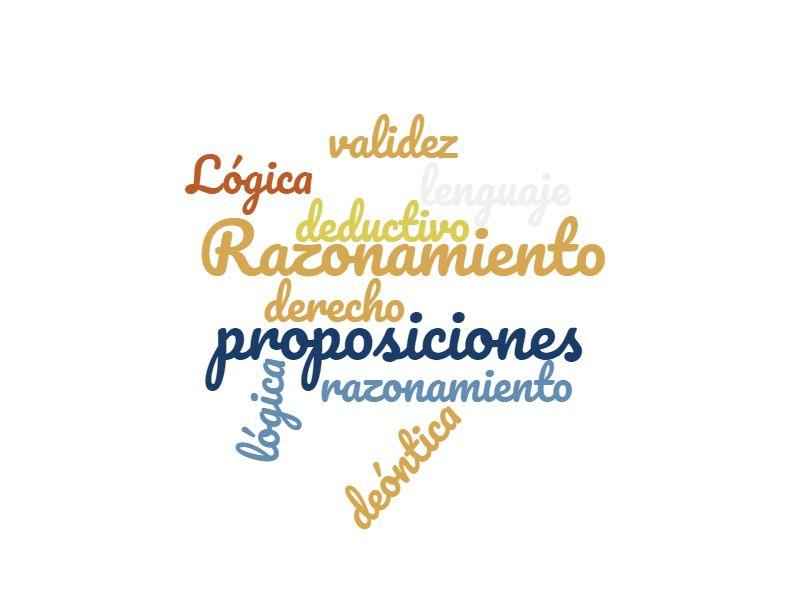 validez
Lógica
lenguaje
deductivo
Razonamiento
derecho
proposiciones
razonamiento
lógica
deóntica